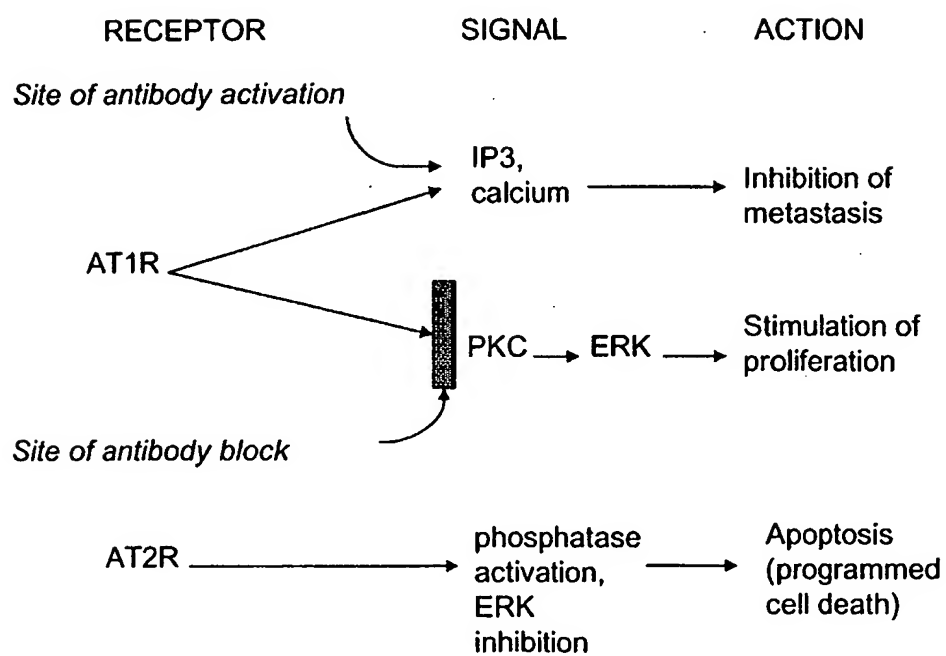 RECEPTOR SIGNAL ACTION
Site of antibody activation
IP3,
calcium
Inhibition of
metastasis
AT1R
PKC ERK
Stimulation of
proliferation
Site of antibody block
AT2R
phosphatase
activation,
ERK
inhibition
Apoptosis
(programmed
cell death)